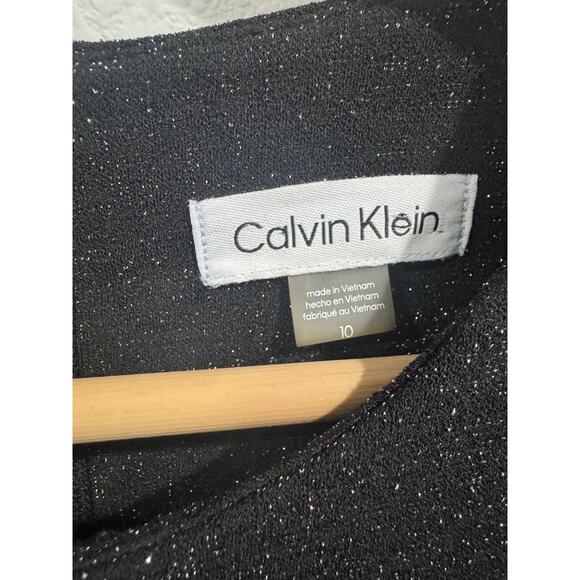 Calvin Klein
made in Vietnam
hecho en Vietnam
fabriqué au Vietnam
10